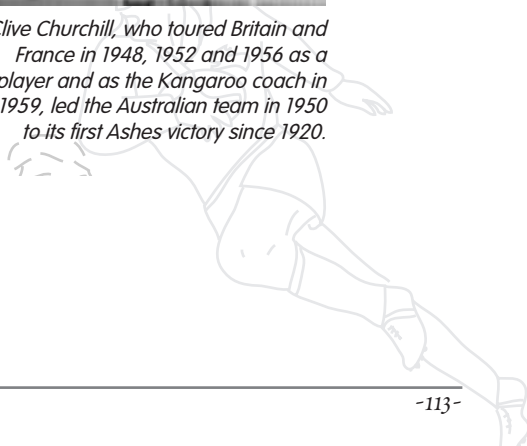 Clive Churchill, who toured Britain and
France in 1948, 1952 and 1956 as a
player and as the Kangaroo coach in
1959, led the Australian team in 1950
to its first Ashes victory since 1920.
-113-